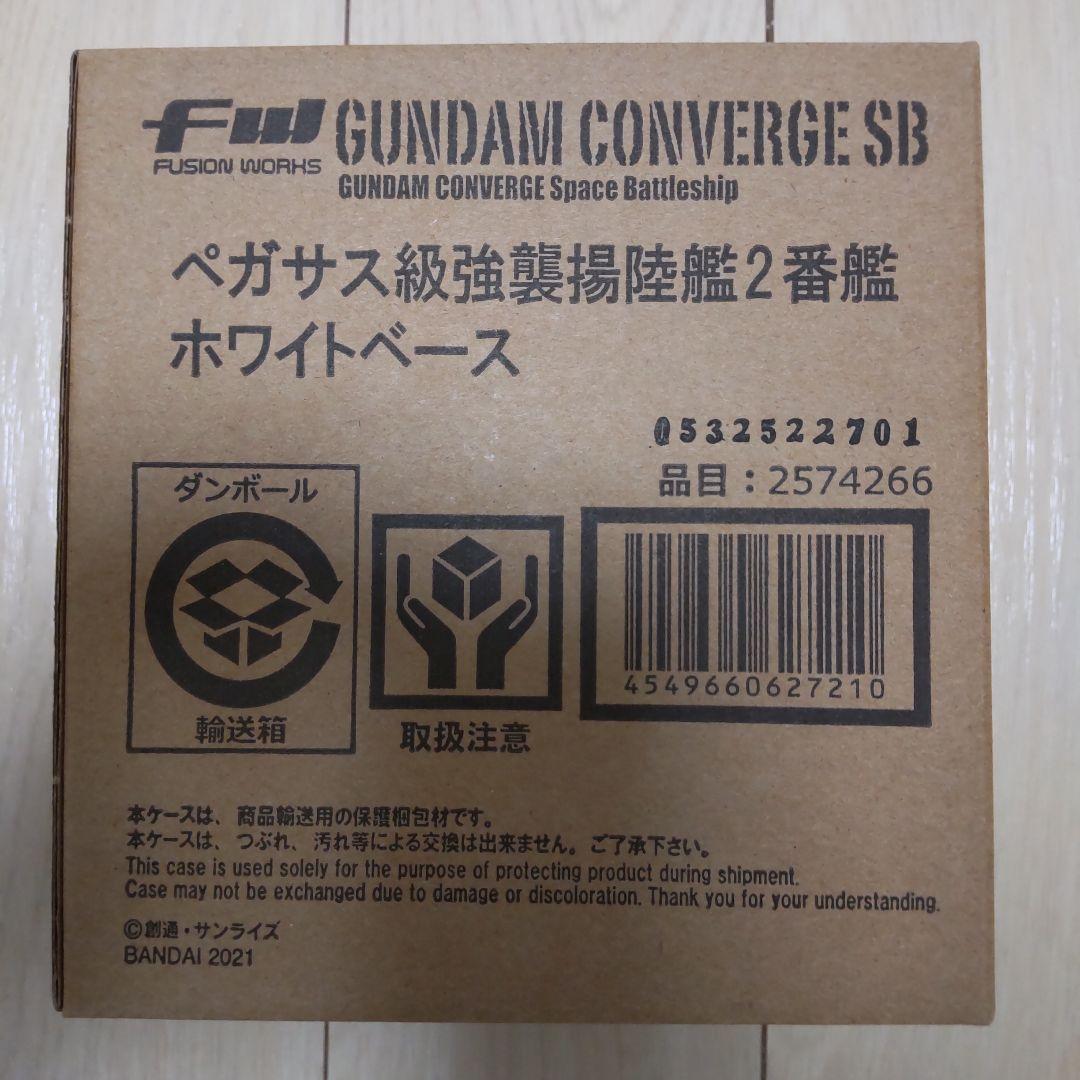 FW GUNDAM CONVERGE SB
FUSION WORKS
GUNDAM CONVERGE Space Battleship
ペガサス級強襲揚陸艦2番艦
ホワイトベース
0532522701
品目：2574266
ダンボール
輸送箱
取扱注意
4549660627210
本ケースは、商品輸送用の保護梱包材です。
本ケースは、つぶれ、汚れ等による交換は出来ません。ご了承下さい。
This case is used solely for the purpose of protecting product during shipment.
Case may not be exchanged due to damage or discoloration. Thank you for your understanding.
©創通・サンライズ
BANDAI 2021